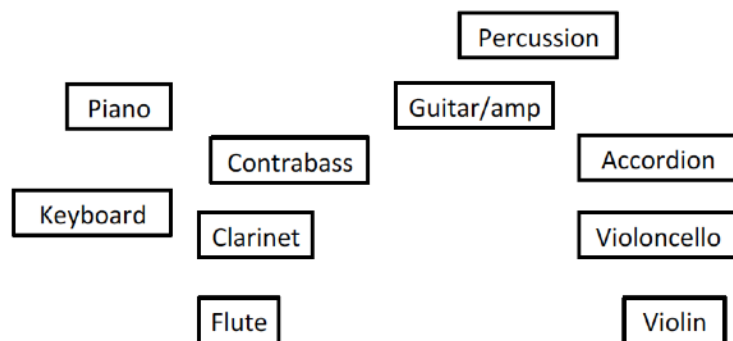 Percussion
Piano
Guitar/amp
Contrabass
Accordion
Keyboard
Clarinet
Violoncello
Flute
Violin